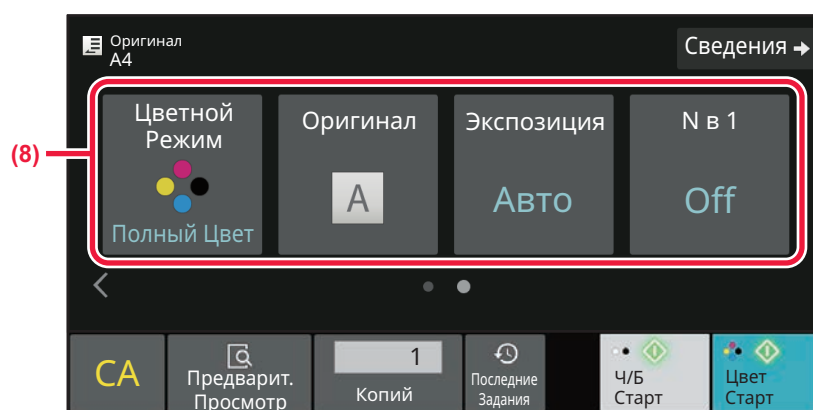 Оригинал
A4
Сведения
(8)
Цветной
Режим
Полный Цвет
Оригинал
A
Экспозиция
Авто
N в 1
Off
CA
Предварит.
Просмотр
1
Копий
Последние
Задания
Ч/Б
Старт
Цвет
Старт